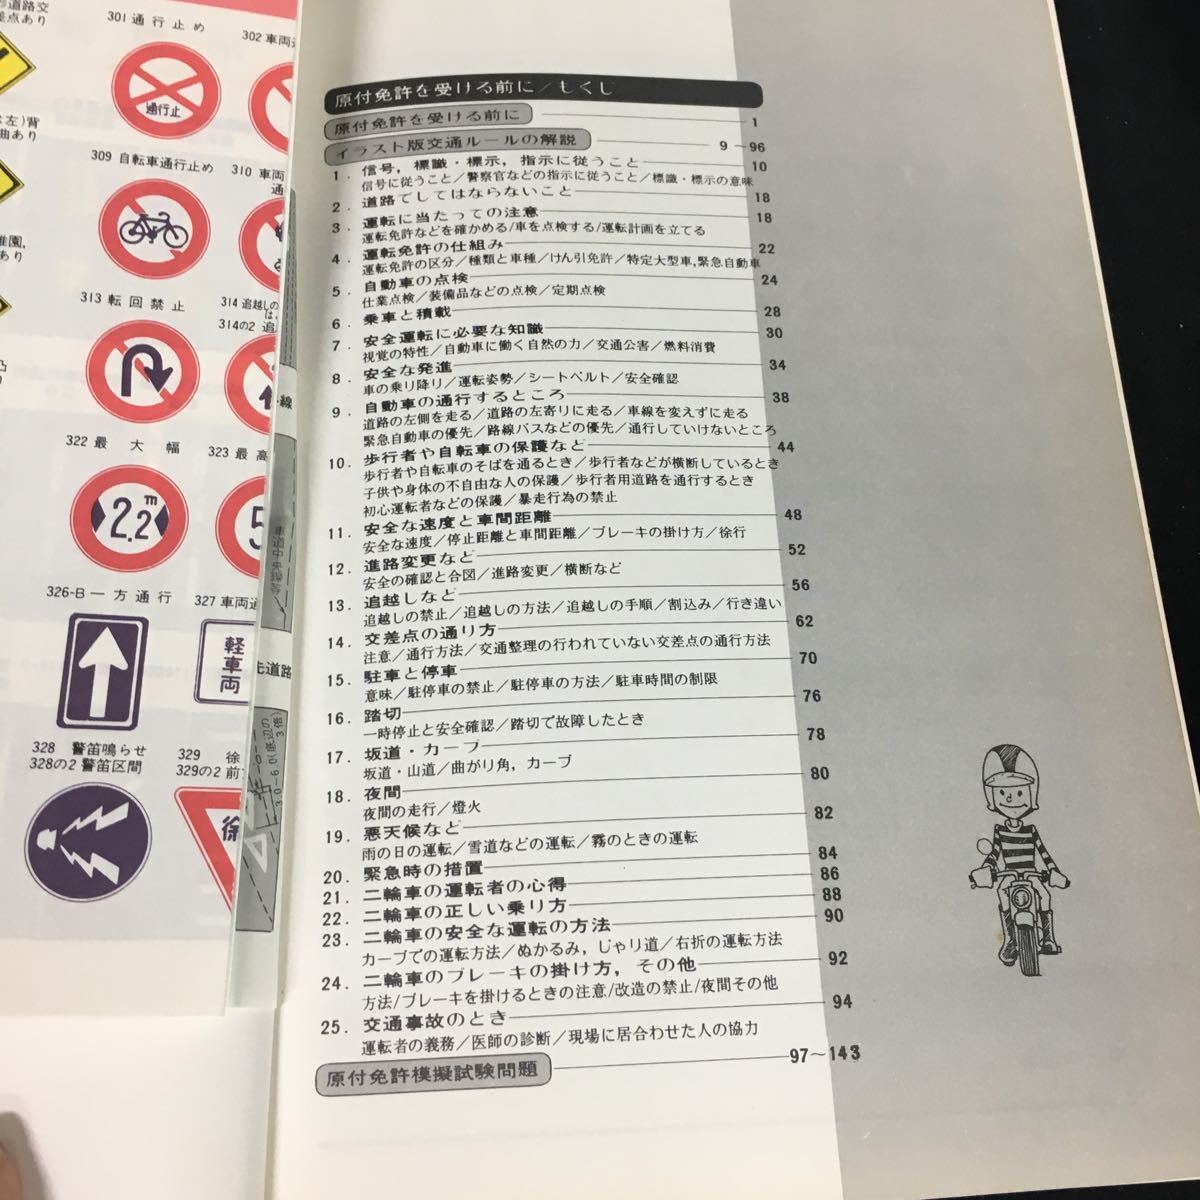 形道路交
差点あり
301 通行止め
302 車両通
通行止
(左)背
曲あり
309 自転車通行止め
310 車両
通
稚園,
あり
313 転回禁止
314 追越しの
は
314の2 追
322 最大幅
323 最高
2.2m
5
326-B 一方通行
327 車両通
軽車両
先道路
車道中央線
328 警笛鳴らせ
328の2 警笛区間
329 徐
329の2 前
徐
原付免許を受ける前に/もくじ
原付免許を受ける前に 1
イラスト版交通ルールの解説 9~96
1. 信号,標識・標示,指示に従うこと 10
信号に従うこと/警察官などの指示に従うこと/標識・標示の意味
2. 道路でしてはならないこと 18
3. 運転に当たっての注意 18
運転免許などを確かめる/車を点検する/運転計画を立てる
4. 運転免許の仕組み 22
運転免許の区分/種類と車種/けん引免許/特定大型車,緊急自動車
5. 自動車の点検 24
仕業点検/装備品などの点検/定期点検
6. 乗車と積載 28
7. 安全運転に必要な知識 30
視覚の特性/自動車に働く自然の力/交通公害/燃料消費
8. 安全な発進 34
車の乗り降り/運転姿勢/シートベルト/安全確認
9. 自動車の通行するところ 38
道路の左側を走る/道路の左寄りに走る/車線を変えずに走る
緊急自動車の優先/路線バスなどの優先/通行していけないところ
10. 歩行者や自転車の保護など 44
歩行者や自転車のそばを通るとき/歩行者などが横断しているとき
子供や身体の不自由な人の保護/歩行者用道路を通行するとき
初心運転者などの保護/暴走行為の禁止
11. 安全な速度と車間距離 48
安全な速度/停止距離と車間距離/ブレーキの掛け方/徐行
12. 進路変更など 52
安全の確認と合図/進路変更/横断など
13. 追越しなど 56
追越しの禁止/追越しの方法/追越しの手順/割込み/行き違い
14. 交差点の通り方 62
注意/通行方法/交通整理の行われていない交差点の通行方法
15. 駐車と停車 70
意味/駐停車の禁止/駐停車の方法/駐車時間の制限
16. 踏切 76
一時停止と安全確認/踏切で故障したとき
17. 坂道・カーブ 78
坂道・山道/曲がり角,カーブ
18. 夜間 80
夜間の走行/燈火
19. 悪天候など 82
雨の日の運転/雪道などの運転/霧のときの運転
20. 緊急時の措置 84
21. 二輪車の運転者の心得 86
22. 二輪車の正しい乗り方 88
23. 二輪車の安全な運転の方法 90
カーブでの運転方法/ぬかるみ,じゃり道/右折の運転方法
24. 二輪車のブレーキの掛け方,その他 92
方法/ブレーキを掛けるときの注意/改造の禁止/夜間その他
25. 交通事故のとき 94
運転者の義務/医師の診断/現場に居合わせた人の協力
原付免許模擬試験問題 97~143